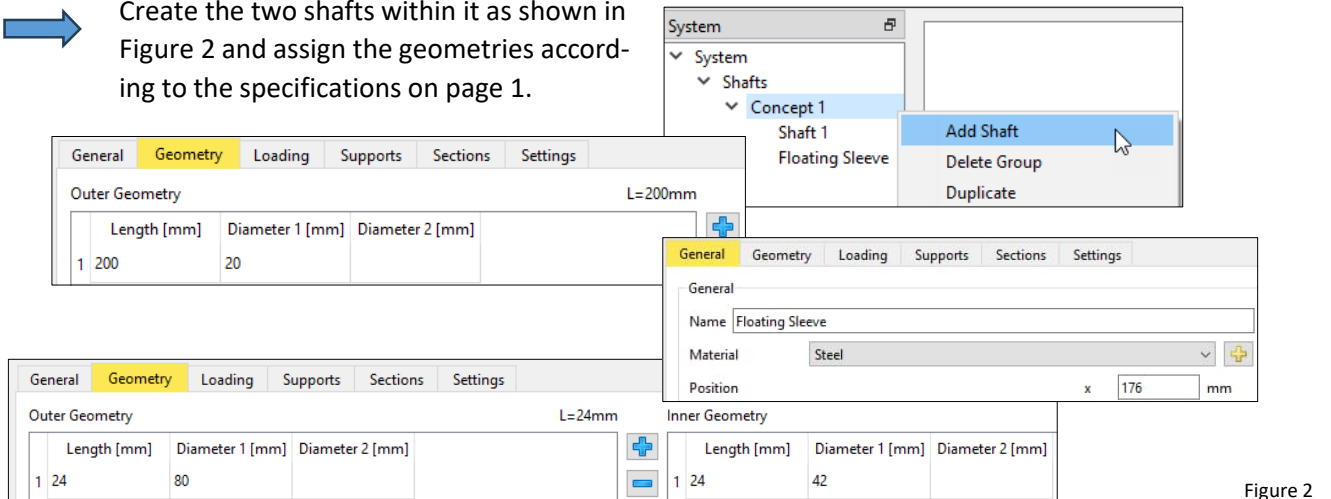 Create the two shafts within it as shown in
Figure 2 and assign the geometries accord-
ing to the specifications on page 1.
System
System
Shafts
Concept 1
Shaft 1
Floating Sleeve
Add Shaft
Delete Group
Duplicate
General Geometry Loading Supports Sections Settings
Outer Geometry L=200mm
Length [mm] Diameter 1 [mm] Diameter 2 [mm]
1 200 20
General Geometry Loading Supports Sections Settings
General
Name Floating Sleeve
Material Steel
Position x 176 mm
General Geometry Loading Supports Sections Settings
Outer Geometry L=24mm Inner Geometry
Length [mm] Diameter 1 [mm] Diameter 2 [mm] Length [mm] Diameter 1 [mm] Diameter 2 [mm]
1 24 80 1 24 42
Figure 2